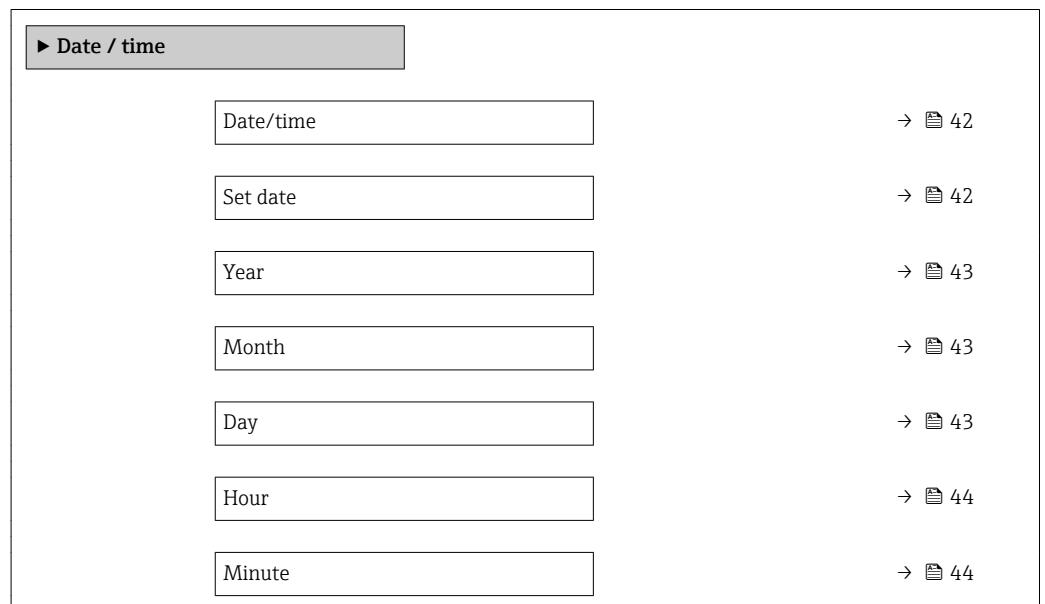 ▶ Date / time
Date/time → 🖹 42
Set date → 🖹 42
Year → 🖹 43
Month → 🖹 43
Day → 🖹 43
Hour → 🖹 44
Minute → 🖹 44